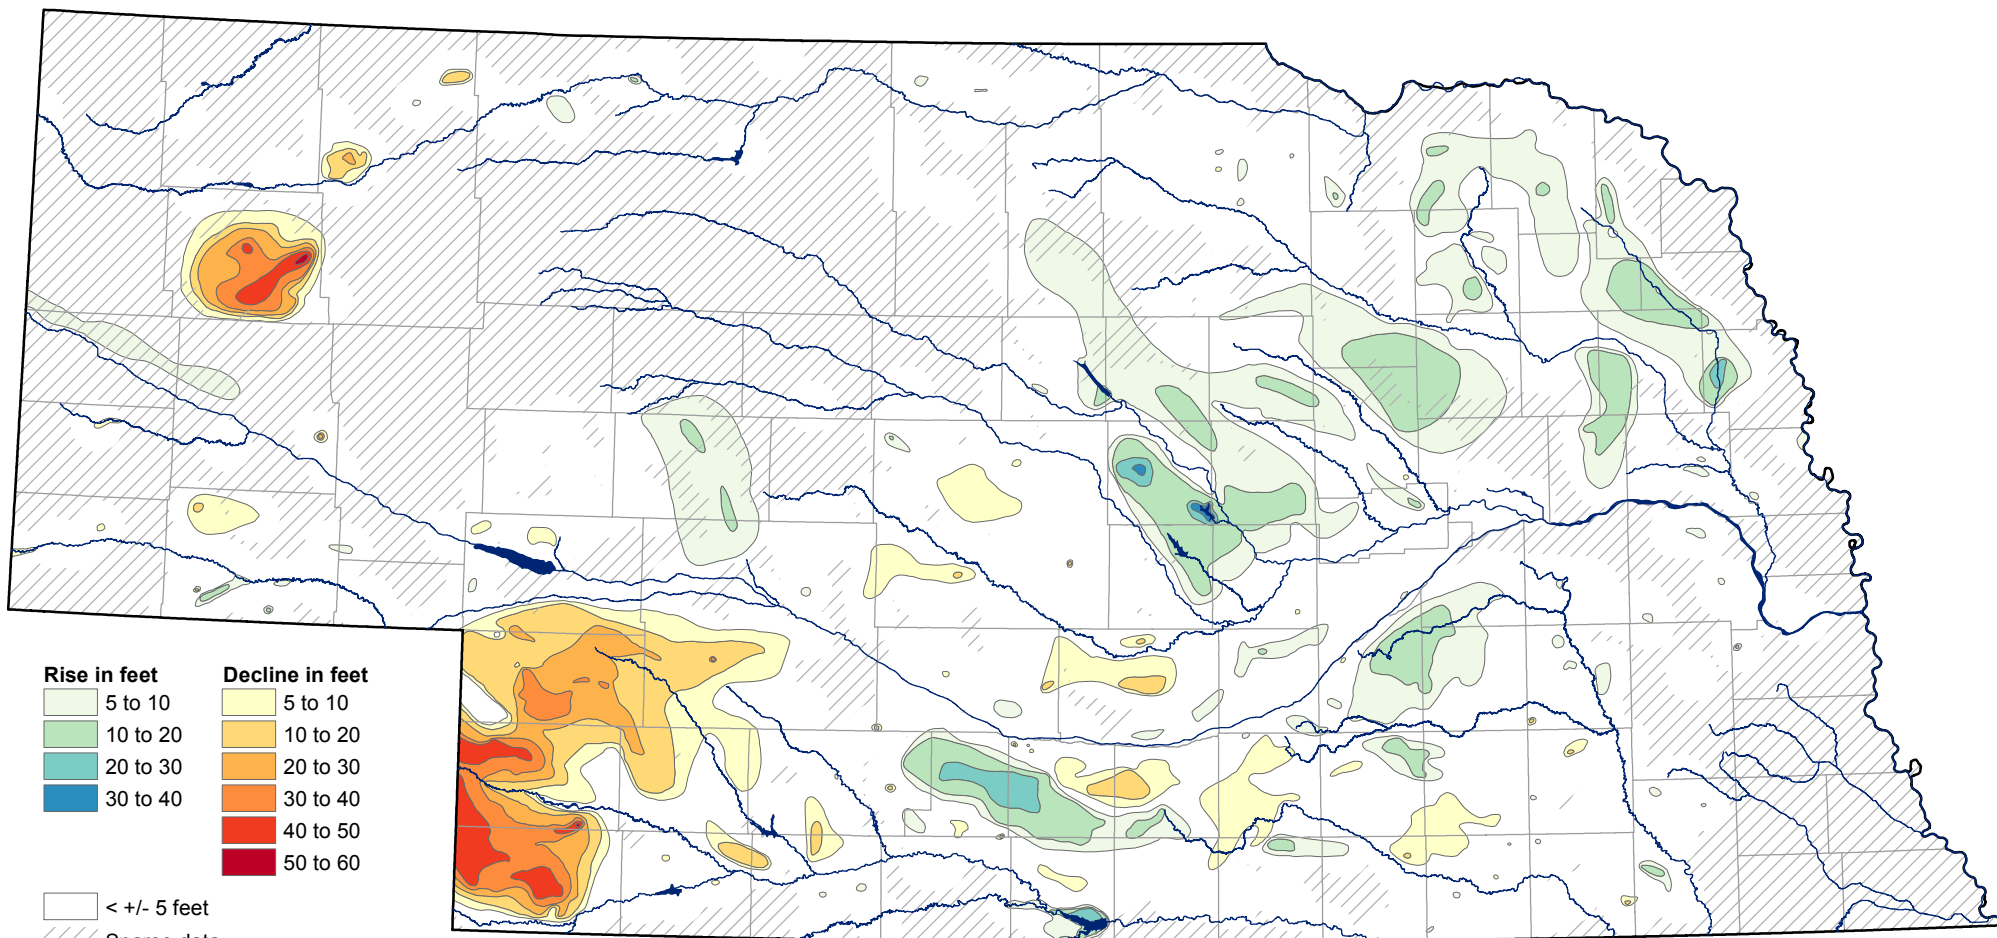 Rise in feet
5 to 10
10 to 20
20 to 30
30 to 40
Decline in feet
5 to 10
10 to 20
20 to 30
30 to 40
40 to 50
50 to 60
< +/- 5 feet
Sparse data